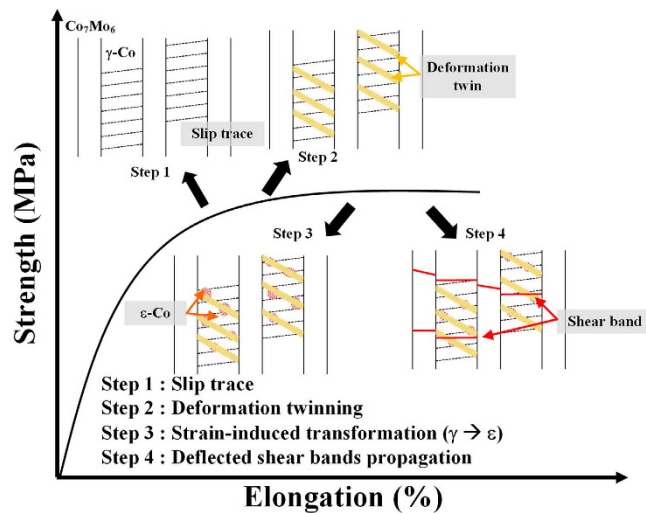 Co₇Mo₆
γ-Co
Deformation
twin
Slip trace
Step 1
Step 2
Strength (MPa)
Step 3
Step 4
ε-Co
Shear band
Step 1 : Slip trace
Step 2 : Deformation twinning
Step 3 : Strain-induced transformation (γ → ε)
Step 4 : Deflected shear bands propagation
Elongation (%)